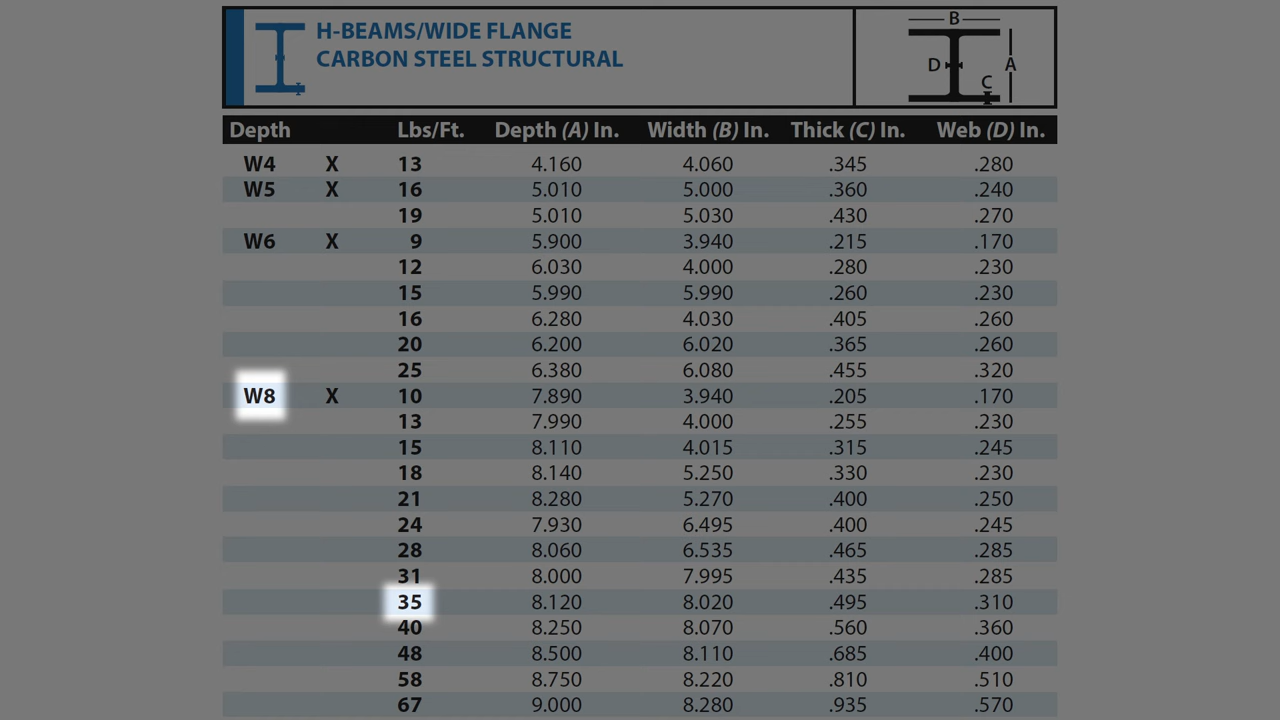 H-BEAMS/WIDE FLANGE
CARBON STEEL STRUCTURAL
B
D
A
C
Depth Lbs/Ft. Depth (A) In. Width (B) In. Thick (C) In. Web (D) In.
W4 X 13 4.160 4.060 .345 .280
W5 X 16 5.010 5.000 .360 .240
19 5.010 5.030 .430 .270
W6 X 9 5.900 3.940 .215 .170
12 6.030 4.000 .280 .230
15 5.990 5.990 .260 .230
16 6.280 4.030 .405 .260
20 6.200 6.020 .365 .260
25 6.380 6.080 .455 .320
W8 X 10 7.890 3.940 .205 .170
13 7.990 4.000 .255 .230
15 8.110 4.015 .315 .245
18 8.140 5.250 .330 .230
21 8.280 5.270 .400 .250
24 7.930 6.495 .400 .245
28 8.060 6.535 .465 .285
31 8.000 7.995 .435 .285
35 8.120 8.020 .495 .310
40 8.250 8.070 .560 .360
48 8.500 8.110 .685 .400
58 8.750 8.220 .810 .510
67 9.000 8.280 .935 .570